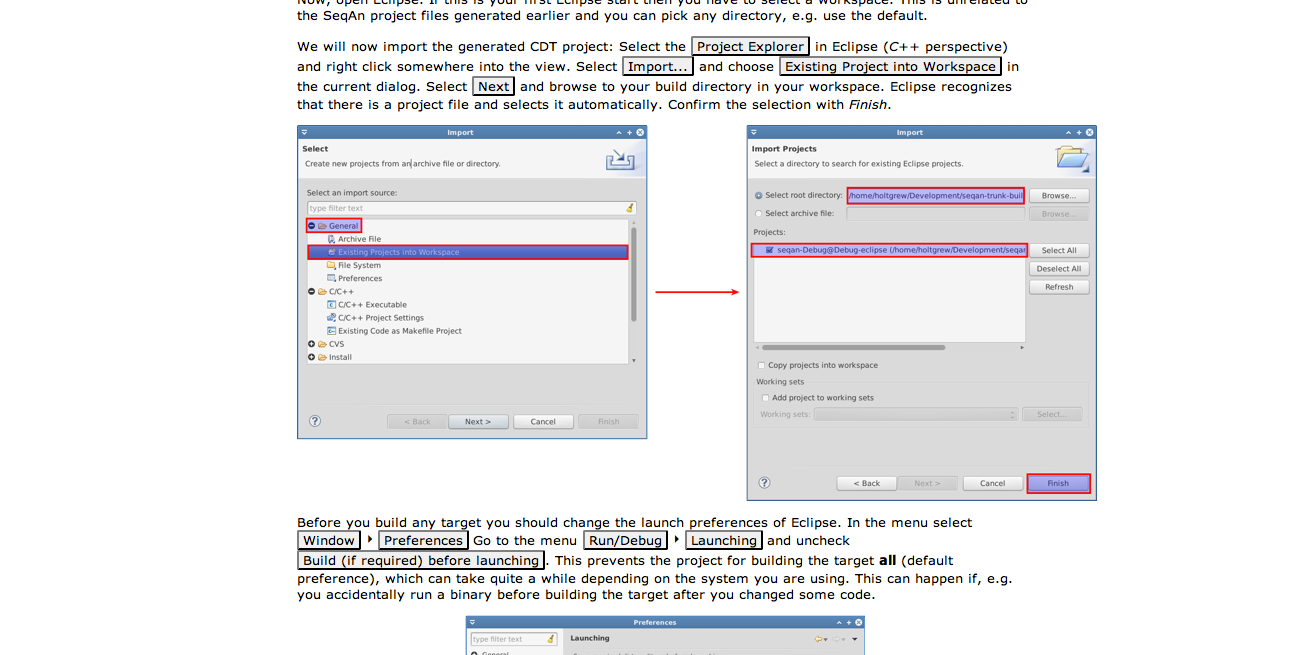 Now, open Eclipse. If this is your first Eclipse start then you have to select a workspace. This is unrelated to
the SeqAn project files generated earlier and you can pick any directory, e.g. use the default.
We will now import the generated CDT project: Select the Project Explorer in Eclipse (C++ perspective)
and right click somewhere into the view. Select Import... and choose Existing Project into Workspace in
the current dialog. Select Next and browse to your build directory in your workspace. Eclipse recognizes
that there is a project file and selects it automatically. Confirm the selection with Finish.
Import
Select
Create new projects from an archive file or directory.
Select an import source:
type filter text
General
Archive File
Existing Projects into Workspace
File System
Preferences
C/C++
C/C++ Executable
C/C++ Project Settings
Existing Code as Makefile Project
CVS
Install
?
< Back Next > Cancel Finish
Import
Import Projects
Select a directory to search for existing Eclipse projects.
Select root directory: /home/holtgrew/Development/seqan-trunk-buil Browse...
Select archive file: Browse...
Projects:
seqan-Debug@Debug-eclipse (/home/holtgrew/Development/seqan Select All
Deselect All
Refresh
Copy projects into workspace
Working sets
Add project to working sets
Working sets: Select...
?
< Back Next > Cancel Finish
Before you build any target you should change the launch preferences of Eclipse. In the menu select
Window ‣ Preferences Go to the menu Run/Debug ‣ Launching and uncheck
Build (if required) before launching . This prevents the project for building the target all (default
preference), which can take quite a while depending on the system you are using. This can happen if, e.g.
you accidentally run a binary before building the target after you changed some code.
Preferences
type filter text
Launching
General